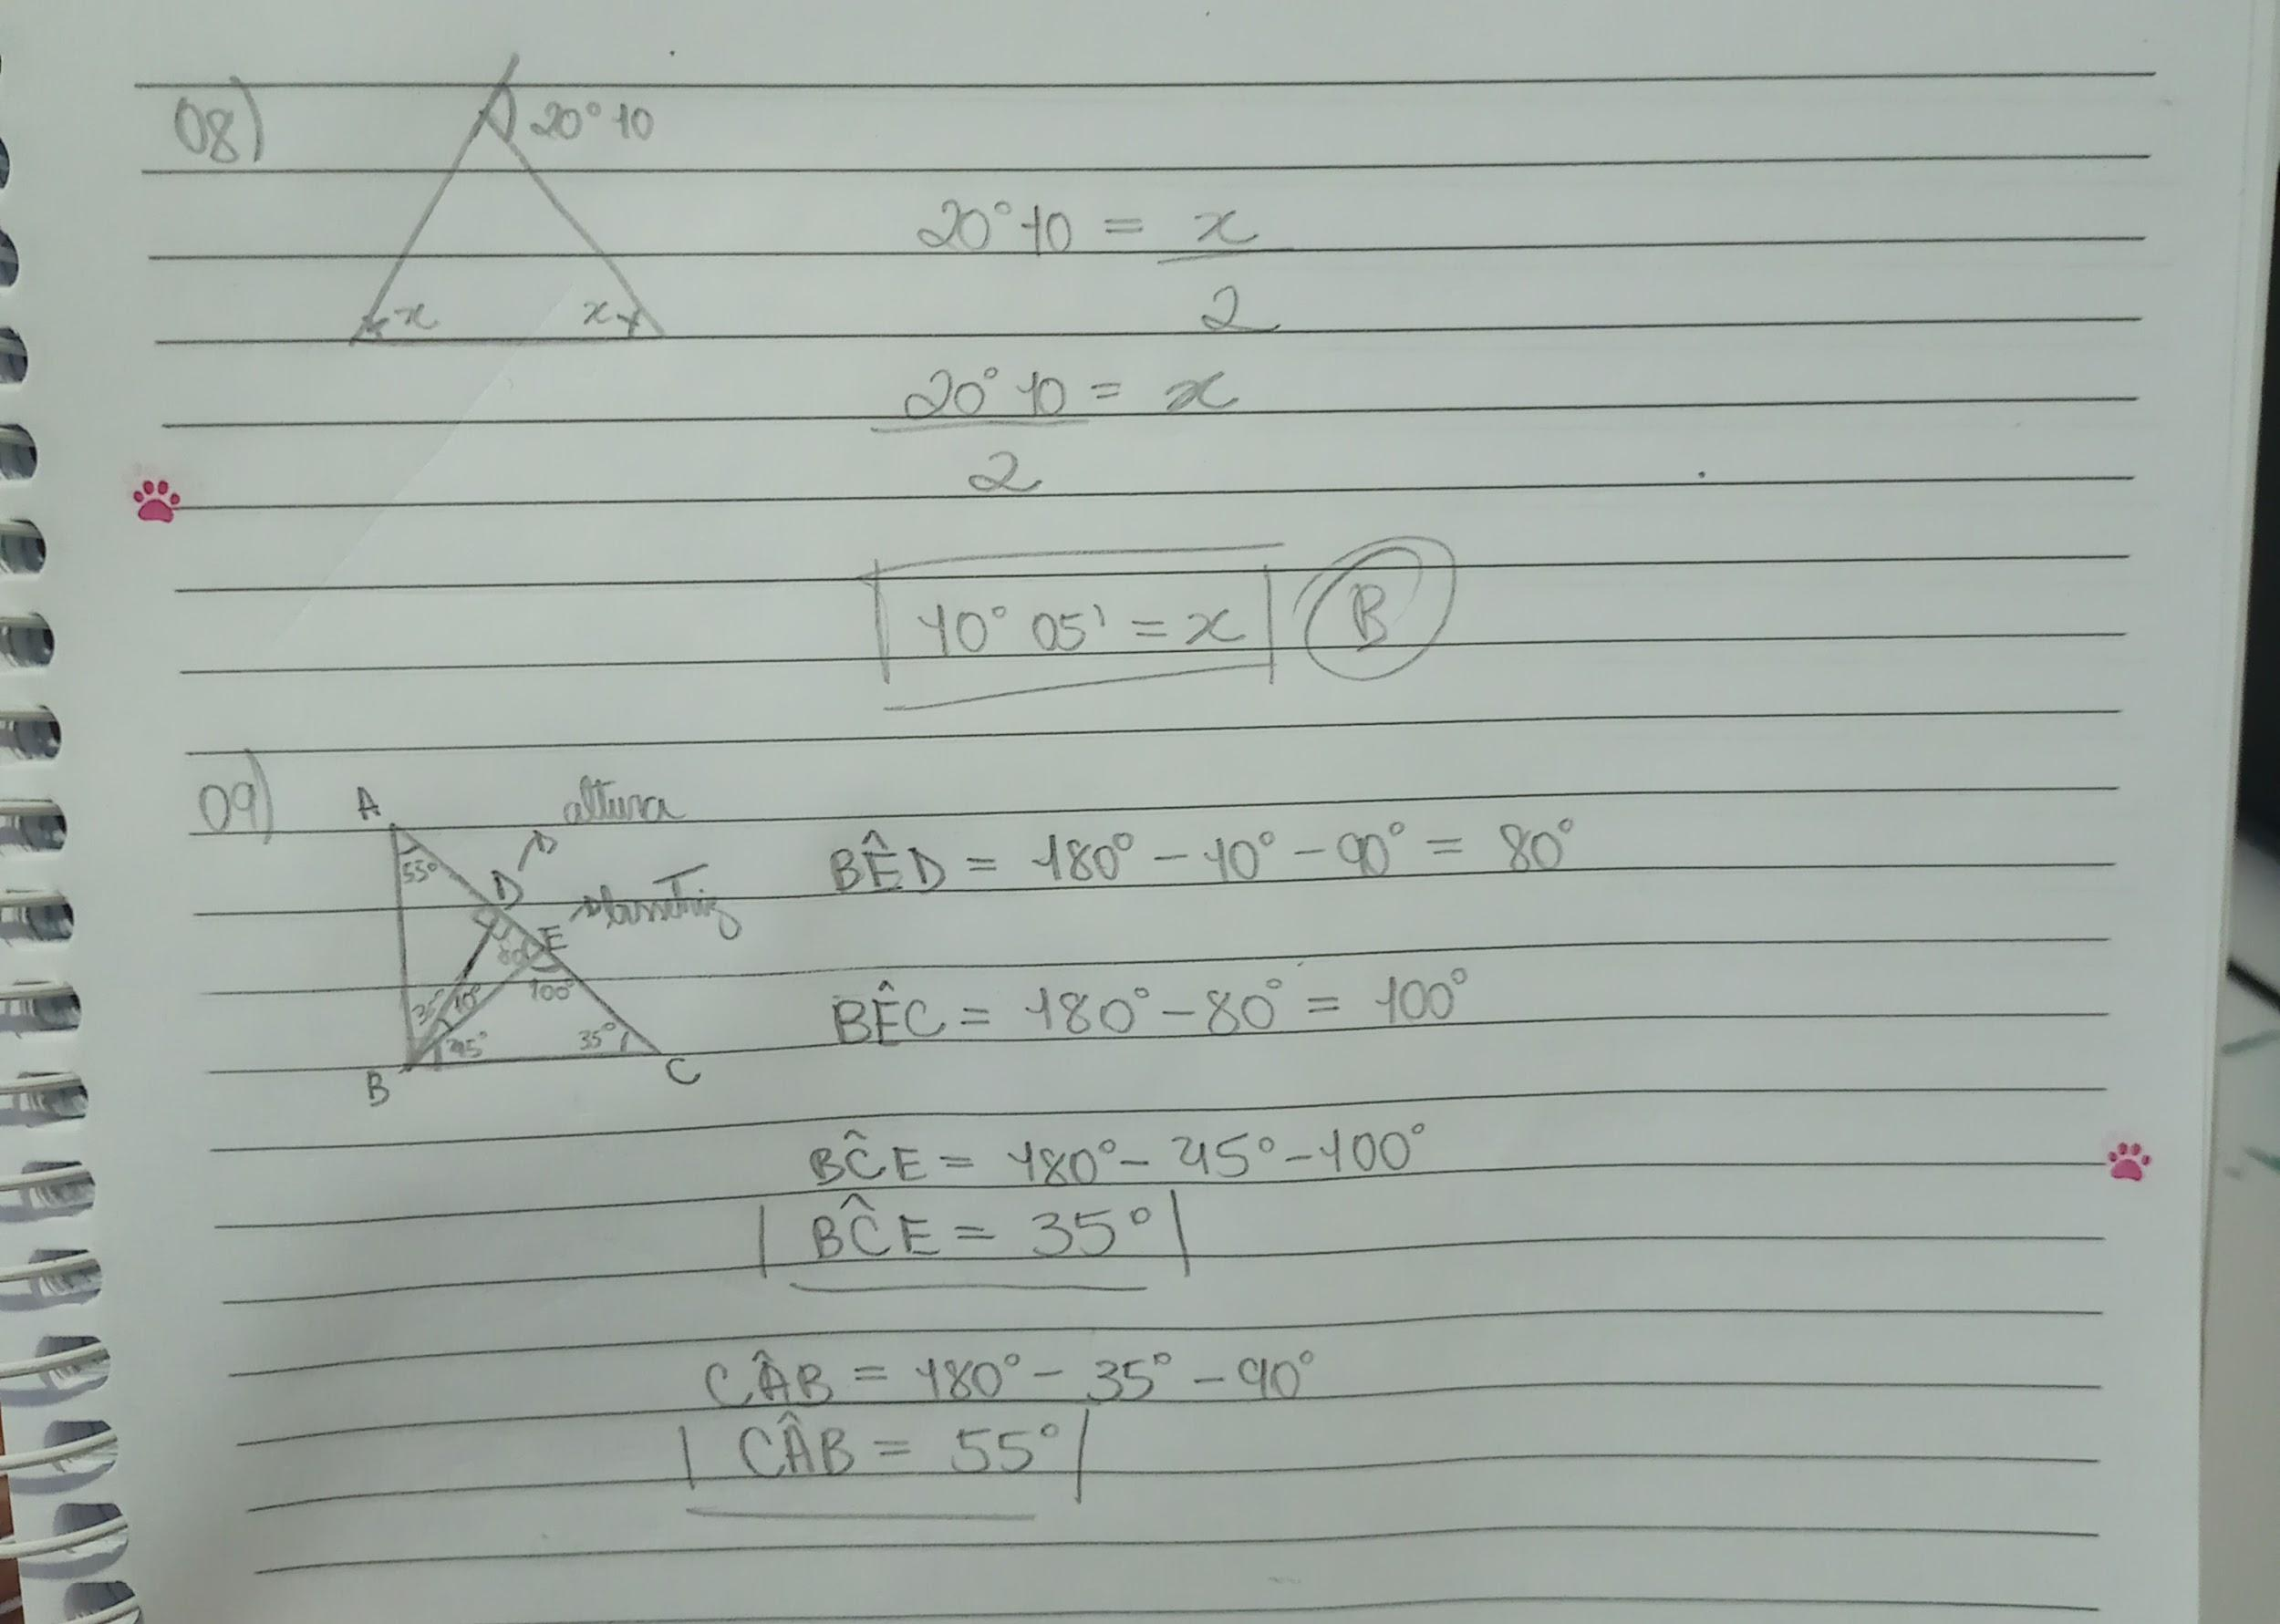 08)
20° 10
x x
20° 10 = x
2
20° 10 = x
2
10° 05' = x B
09)
A altura
55° D
E
80° 100°
35° 10° 45° 35°
B C
BÊD = 180° - 10° - 90° = 80°
BÊC = 180° - 80° = 100°
BĈE = 180° - 45° - 100°
BĈE = 35°
CÂB = 180° - 35° - 90°
CÂB = 55°